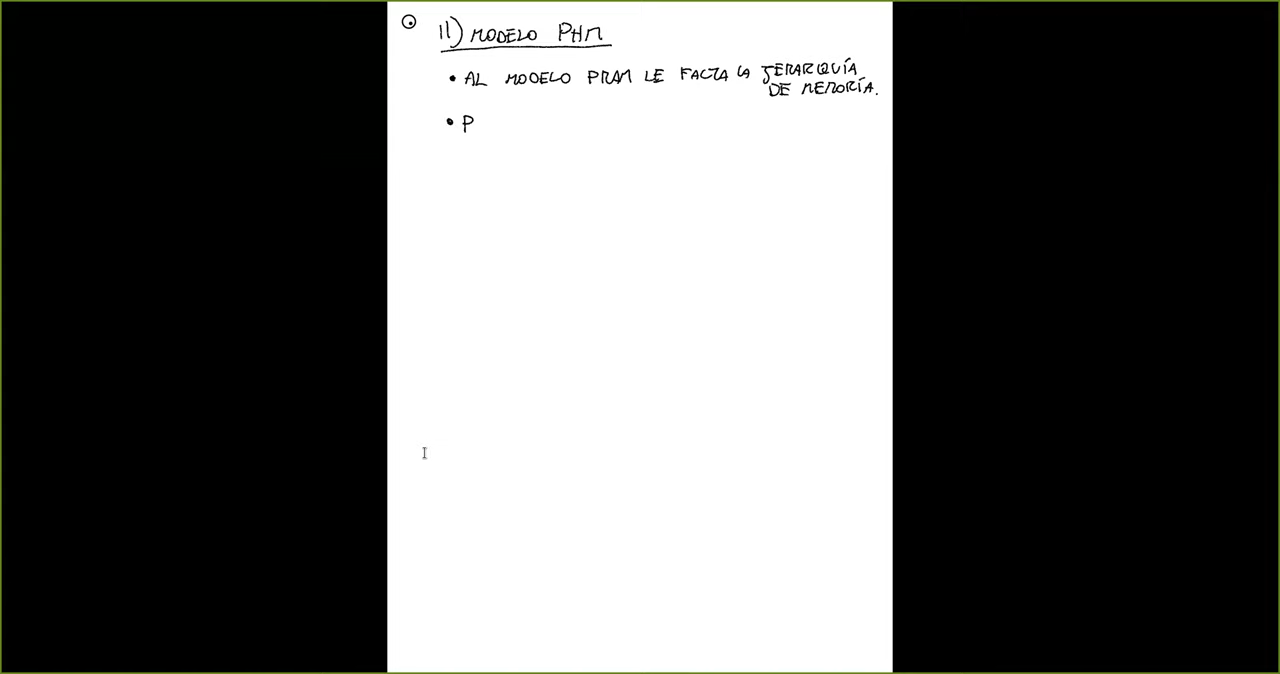 11) MODELO PHM
• AL MODELO PRAM LE FALTA LA JERARQUÍA
DE MEMORÍA.
• P